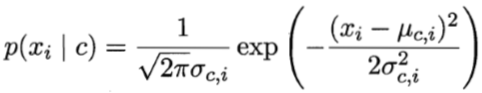 p(x_i | c) = \frac{1}{\sqrt{2\pi}\sigma_{c,i}} \exp\left(-\frac{(x_i - \mu_{c,i})^2}{2\sigma_{c,i}^2}\right)